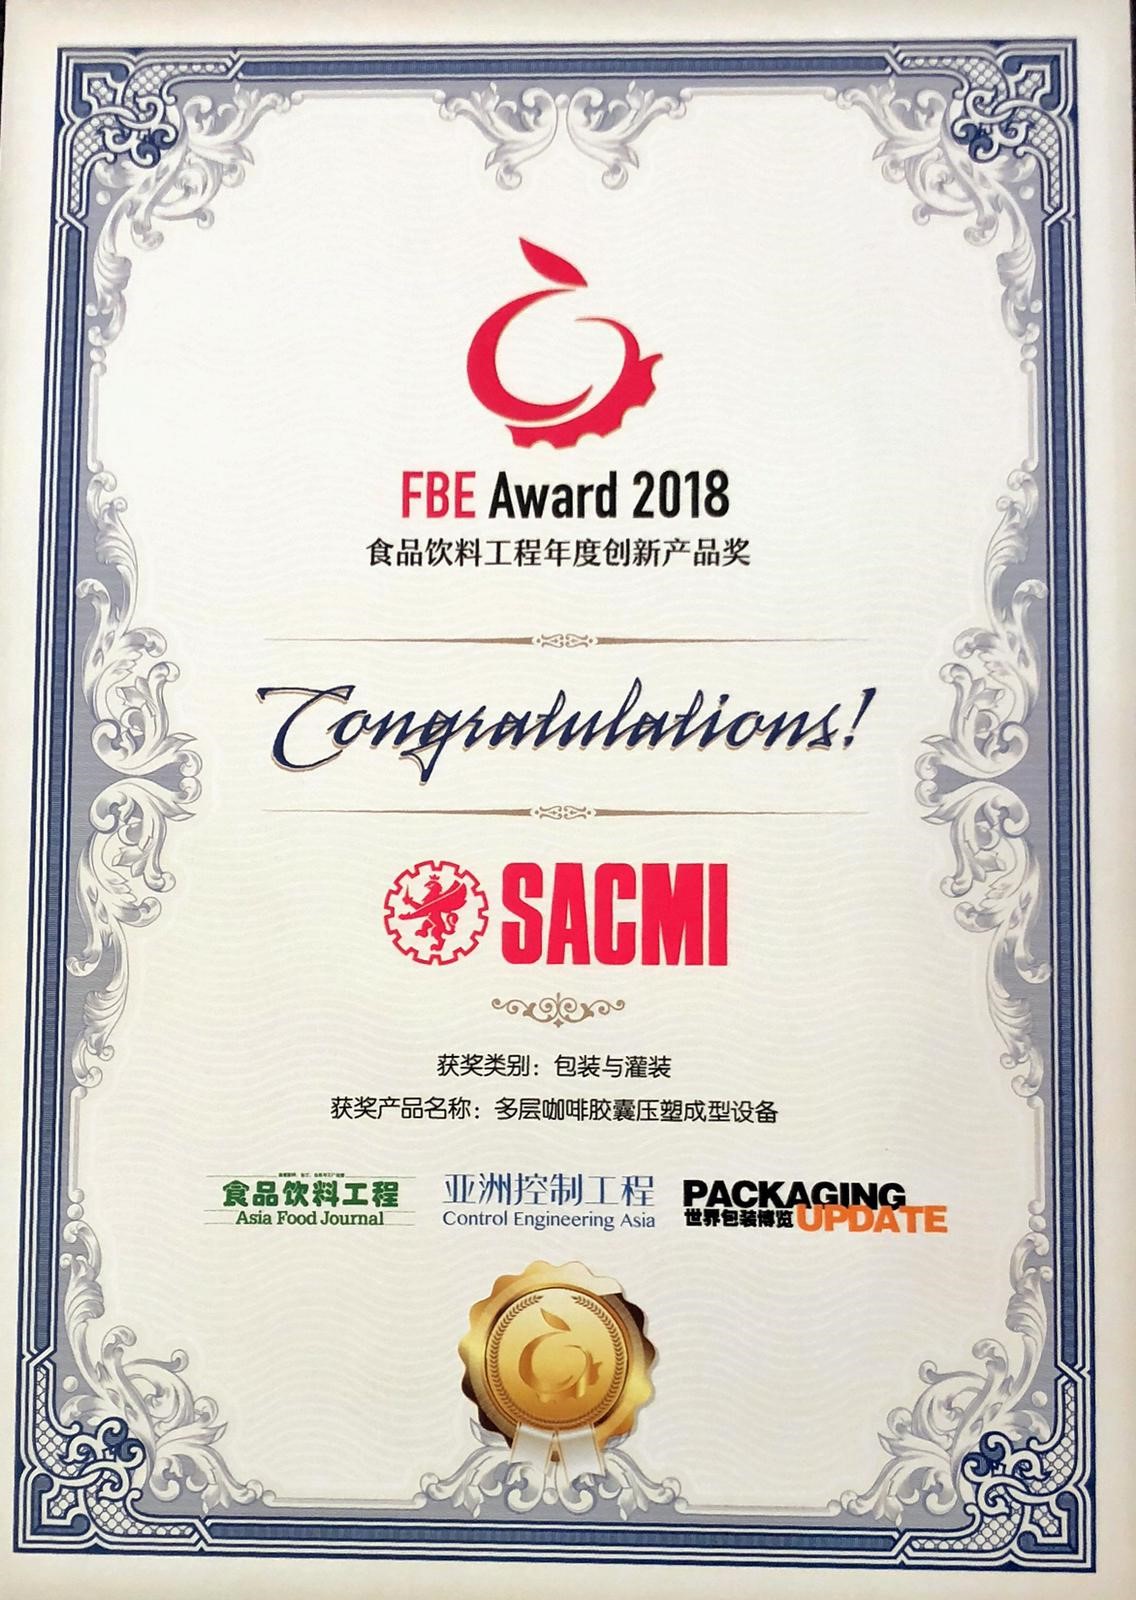 FBE Award 2018
食品饮料工程年度创新产品奖
Congratulations!
SACMI
获奖类别：包装与灌装
获奖产品名称：多层咖啡胶囊压塑成型设备
食品饮料工程
Asia Food Journal
亚洲控制工程
Control Engineering Asia
PACKAGING
世界包装博览 UPDATE